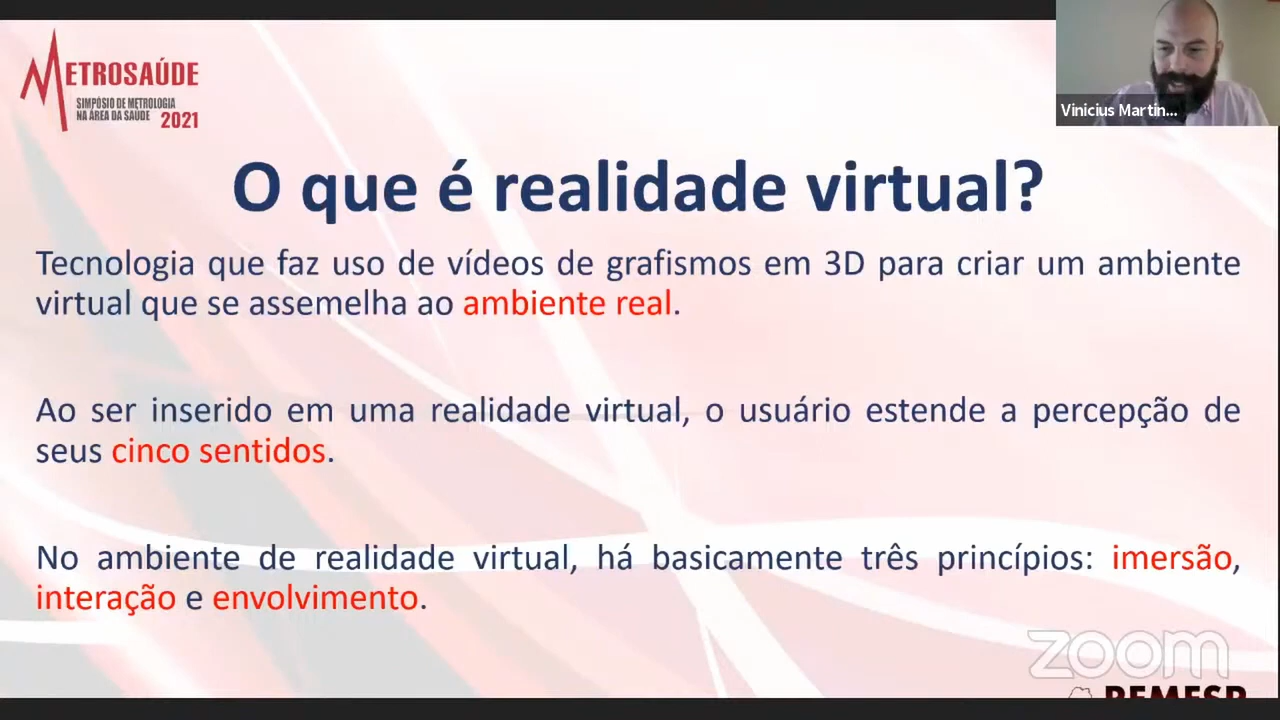 METROSAÚDE
SIMPÓSIO DE METROLOGIA
NA ÁREA DA SAÚDE 2021
Vinicius Martin...
O que é realidade virtual?
Tecnologia que faz uso de vídeos de grafismos em 3D para criar um ambiente
virtual que se assemelha ao ambiente real.
Ao ser inserido em uma realidade virtual, o usuário estende a percepção de
seus cinco sentidos.
No ambiente de realidade virtual, há basicamente três princípios: imersão,
interação e envolvimento.
zoom
REMESP